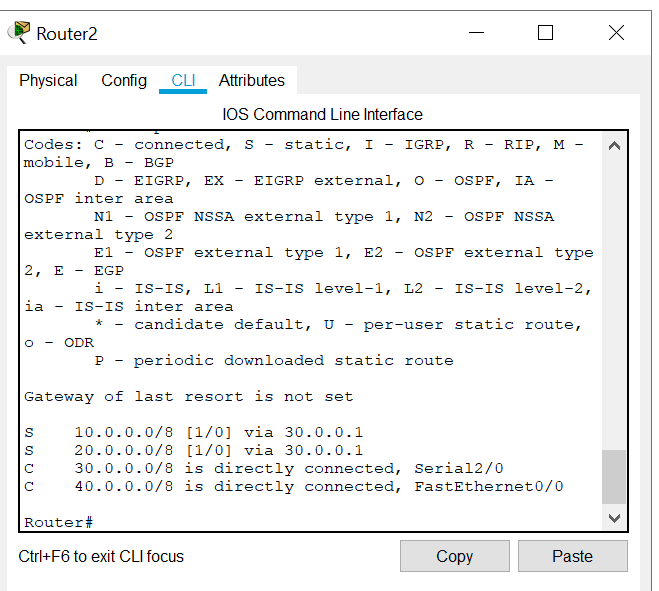 Router2
Physical Config CLI Attributes
IOS Command Line Interface
Codes: C - connected, S - static, I - IGRP, R - RIP, M -
mobile, B - BGP
D - EIGRP, EX - EIGRP external, O - OSPF, IA -
OSPF inter area
N1 - OSPF NSSA external type 1, N2 - OSPF NSSA
external type 2
E1 - OSPF external type 1, E2 - OSPF external type
2, E - EGP
i - IS-IS, L1 - IS-IS level-1, L2 - IS-IS level-2,
ia - IS-IS inter area
* - candidate default, U - per-user static route,
o - ODR
P - periodic downloaded static route
Gateway of last resort is not set
S 10.0.0.0/8 [1/0] via 30.0.0.1
S 20.0.0.0/8 [1/0] via 30.0.0.1
C 30.0.0.0/8 is directly connected, Serial2/0
C 40.0.0.0/8 is directly connected, FastEthernet0/0
Router#
Ctrl+F6 to exit CLI focus
Copy Paste